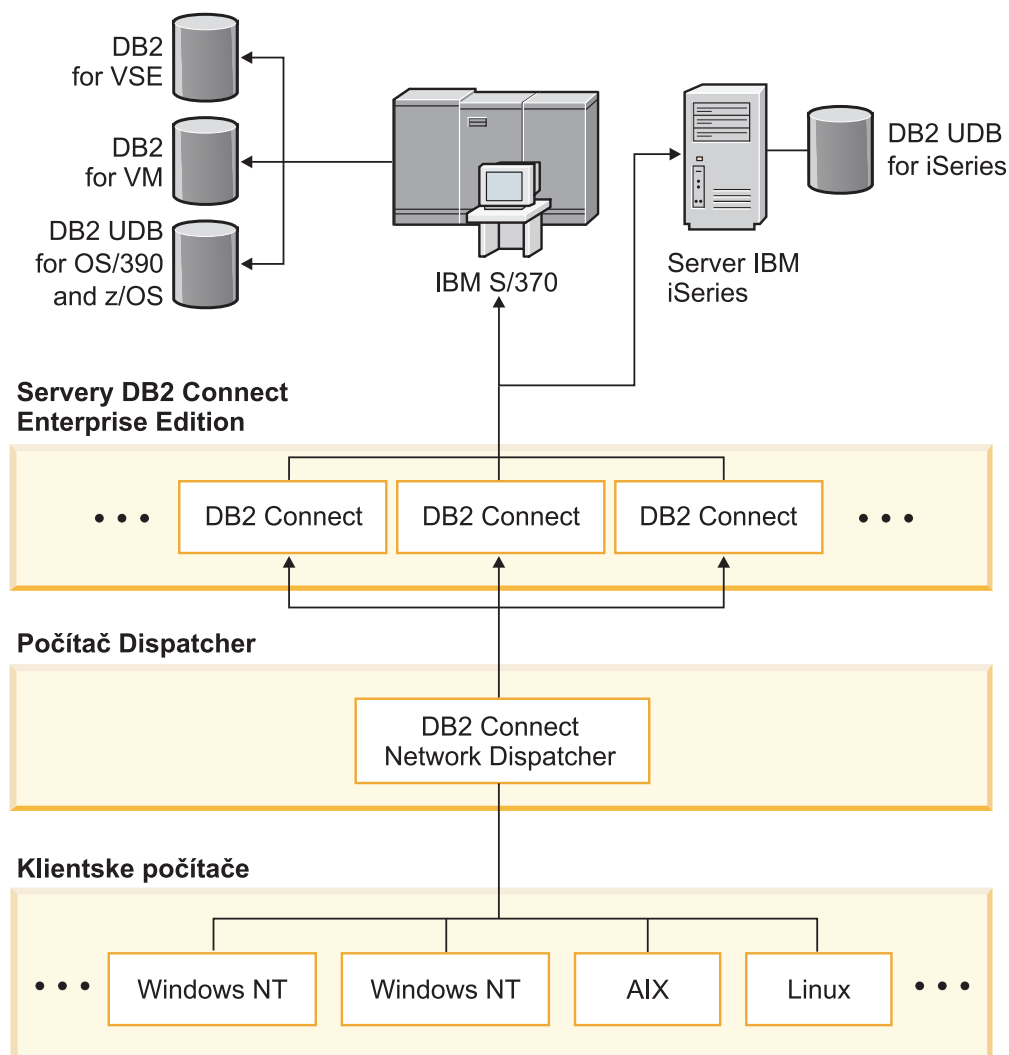 DB2
for VSE
DB2
for VM
DB2 UDB
for OS/390
and z/OS
IBM S/370
Server IBM
iSeries
DB2 UDB
for iSeries
Servery DB2 Connect
Enterprise Edition
• • •
DB2 Connect
DB2 Connect
DB2 Connect
• • •
Počítač Dispatcher
DB2 Connect
Network Dispatcher
Klientske počítače
• • •
Windows NT
Windows NT
AIX
Linux
• • •